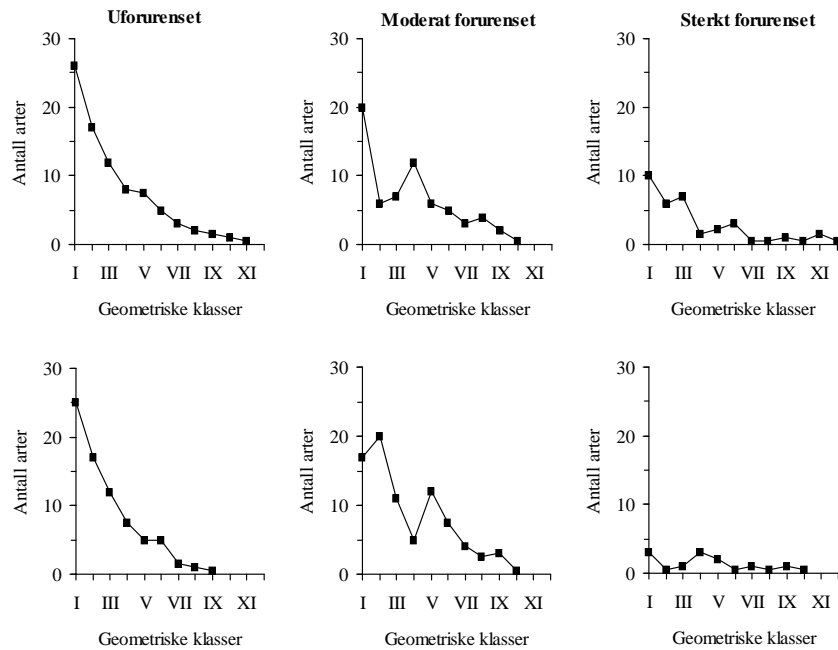 Uforurenset
Moderat forurenset
Sterkt forurenset
Antall arter
30
20
10
0
I III V VII IX XI
Geometriske klasser
Antall arter
30
20
10
0
I III V VII IX XI
Geometriske klasser
Antall arter
30
20
10
0
I III V VII IX XI
Geometriske klasser
Antall arter
30
20
10
0
I III V VII IX XI
Geometriske klasser
Antall arter
30
20
10
0
I III V VII IX XI
Geometriske klasser
Antall arter
30
20
10
0
I III V VII IX XI
Geometriske klasser